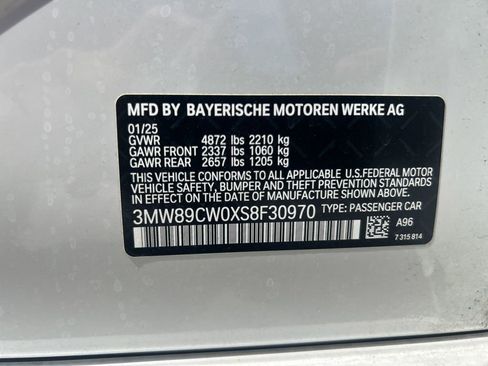 MFD BY BAYERISCHE MOTOREN WERKE AG
01/25
GVWR 4872 lbs 2210 kg
GAWR FRONT 2337 lbs 1060 kg
GAWR REAR 2657 lbs 1205 kg
THIS VEHICLE CONFORMS TO ALL APPLICABLE U.S.FEDERAL MOTOR
VEHICLE SAFETY, BUMPER, AND THEFT PREVENTION STANDARDS
IN EFFECT ON THE DATE OF MANUFACTURE SHOWN ABOVE.
3MW89CW0XS8F30970 TYPE: PASSENGER CAR
A96
7 315 814